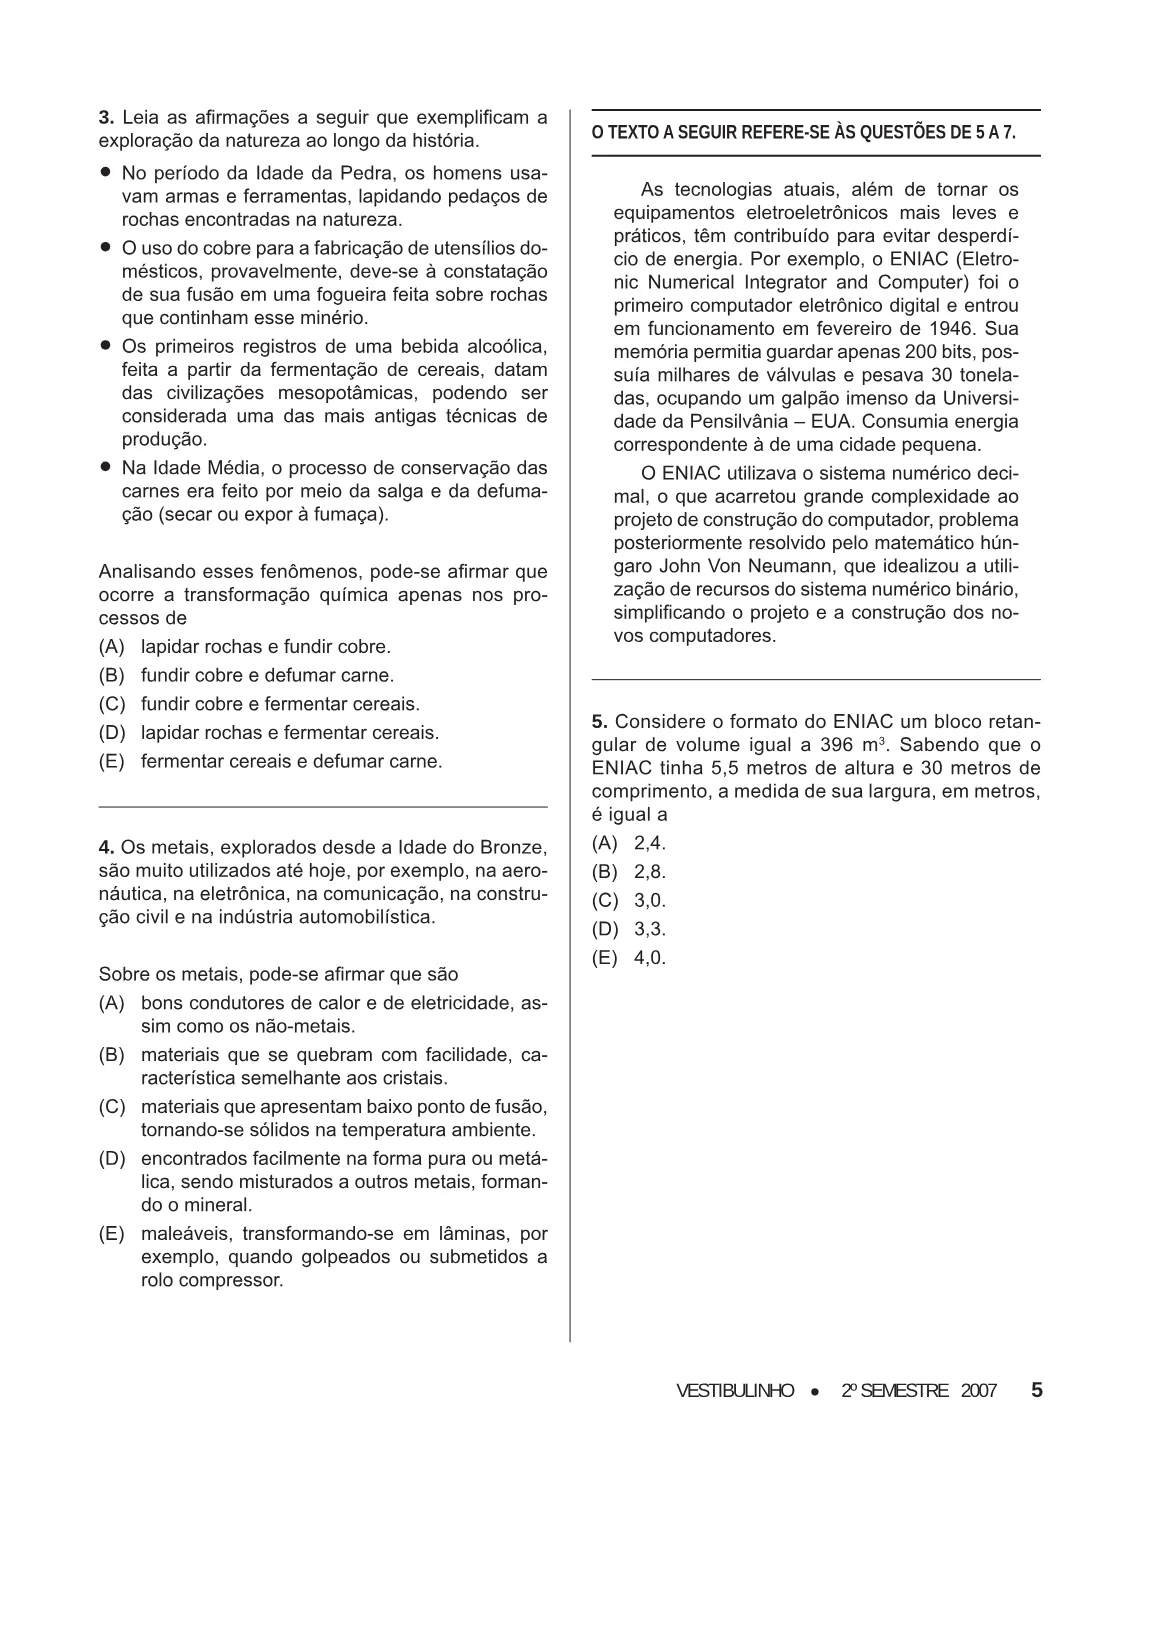 3. Leia as afirmações a seguir que exemplificam a
exploração da natureza ao longo da história.
● No período da Idade da Pedra, os homens usa-
vam armas e ferramentas, lapidando pedaços de
rochas encontradas na natureza.
● O uso do cobre para a fabricação de utensílios do-
mésticos, provavelmente, deve-se à constatação
de sua fusão em uma fogueira feita sobre rochas
que continham esse minério.
● Os primeiros registros de uma bebida alcoólica,
feita a partir da fermentação de cereais, datam
das civilizações mesopotâmicas, podendo ser
considerada uma das mais antigas técnicas de
produção.
● Na Idade Média, o processo de conservação das
carnes era feito por meio da salga e da defuma-
ção (secar ou expor à fumaça).
Analisando esses fenômenos, pode-se afirmar que
ocorre a transformação química apenas nos pro-
cessos de
(A) lapidar rochas e fundir cobre.
(B) fundir cobre e defumar carne.
(C) fundir cobre e fermentar cereais.
(D) lapidar rochas e fermentar cereais.
(E) fermentar cereais e defumar carne.
4. Os metais, explorados desde a Idade do Bronze,
são muito utilizados até hoje, por exemplo, na aero-
náutica, na eletrônica, na comunicação, na constru-
ção civil e na indústria automobilística.
Sobre os metais, pode-se afirmar que são
(A) bons condutores de calor e de eletricidade, as-
sim como os não-metais.
(B) materiais que se quebram com facilidade, ca-
racterística semelhante aos cristais.
(C) materiais que apresentam baixo ponto de fusão,
tornando-se sólidos na temperatura ambiente.
(D) encontrados facilmente na forma pura ou metá-
lica, sendo misturados a outros metais, forman-
do o mineral.
(E) maleáveis, transformando-se em lâminas, por
exemplo, quando golpeados ou submetidos a
rolo compressor.
O TEXTO A SEGUIR REFERE-SE ÀS QUESTÕES DE 5 A 7.
As tecnologias atuais, além de tornar os
equipamentos eletroeletrônicos mais leves e
práticos, têm contribuído para evitar desperdí-
cio de energia. Por exemplo, o ENIAC (Eletro-
nic Numerical Integrator and Computer) foi o
primeiro computador eletrônico digital e entrou
em funcionamento em fevereiro de 1946. Sua
memória permitia guardar apenas 200 bits, pos-
suía milhares de válvulas e pesava 30 tonela-
das, ocupando um galpão imenso da Universi-
dade da Pensilvânia – EUA. Consumia energia
correspondente à de uma cidade pequena.
O ENIAC utilizava o sistema numérico deci-
mal, o que acarretou grande complexidade ao
projeto de construção do computador, problema
posteriormente resolvido pelo matemático hún-
garo John Von Neumann, que idealizou a utili-
zação de recursos do sistema numérico binário,
simplificando o projeto e a construção dos no-
vos computadores.
5. Considere o formato do ENIAC um bloco retan-
gular de volume igual a 396 m³. Sabendo que o
ENIAC tinha 5,5 metros de altura e 30 metros de
comprimento, a medida de sua largura, em metros,
é igual a
(A) 2,4.
(B) 2,8.
(C) 3,0.
(D) 3,3.
(E) 4,0.
VESTIBULINHO ● 2º SEMESTRE 2007 5